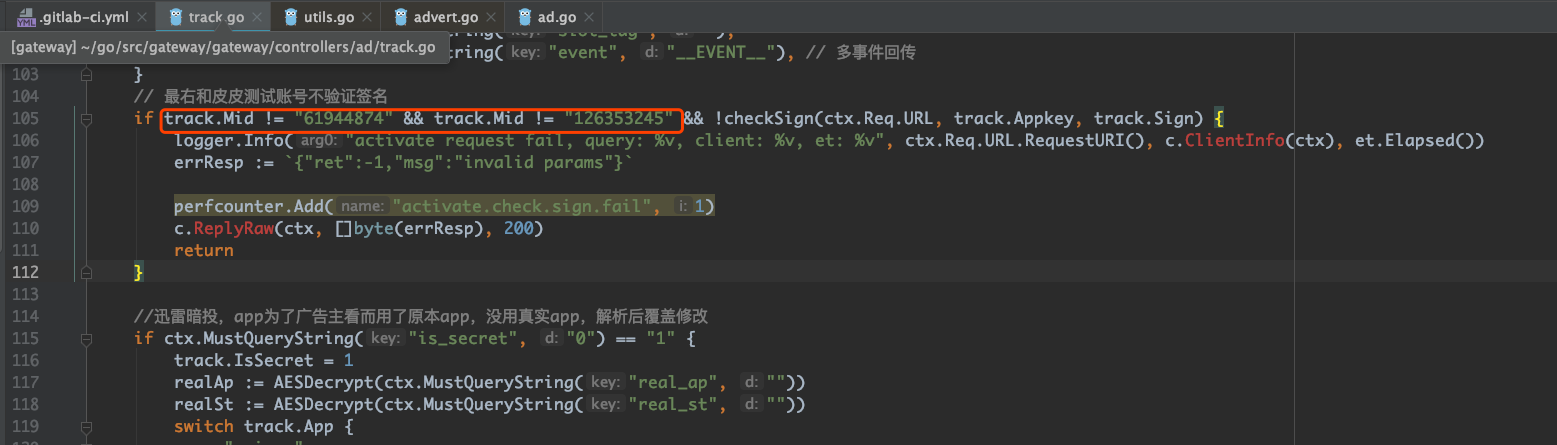 .gitlab-ci.yml × track.go × utils.go × advert.go × ad.go ×
[gateway] ~/go/src/gateway/gateway/controllers/ad/track.go
tring( key: "event", d: "__EVENT__"), // 多事件回传
103 }
104 // 最右和皮皮测试账号不验证签名
105 if track.Mid != "61944874" && track.Mid != "126353245" && !checkSign(ctx.Req.URL, track.Appkey, track.Sign) {
106 logger.Info( arg0: "activate request fail, query: %v, client: %v, et: %v", ctx.Req.URL.RequestURI(), c.ClientInfo(ctx), et.Elapsed())
107 errResp := `{"ret":-1,"msg":"invalid params"}`
108
109 perfcounter.Add( name: "activate.check.sign.fail", i: 1)
110 c.ReplyRaw(ctx, []byte(errResp), 200)
111 return
112 }
113
114 //迅雷暗投，app为了广告主看而用了原本app，没用真实app，解析后覆盖修改
115 if ctx.MustQueryString( key: "is_secret", d: "0") == "1" {
116 track.IsSecret = 1
117 realAp := AESDecrypt(ctx.MustQueryString( key: "real_ap", d: ""))
118 realSt := AESDecrypt(ctx.MustQueryString( key: "real_st", d: ""))
119 switch track.App {